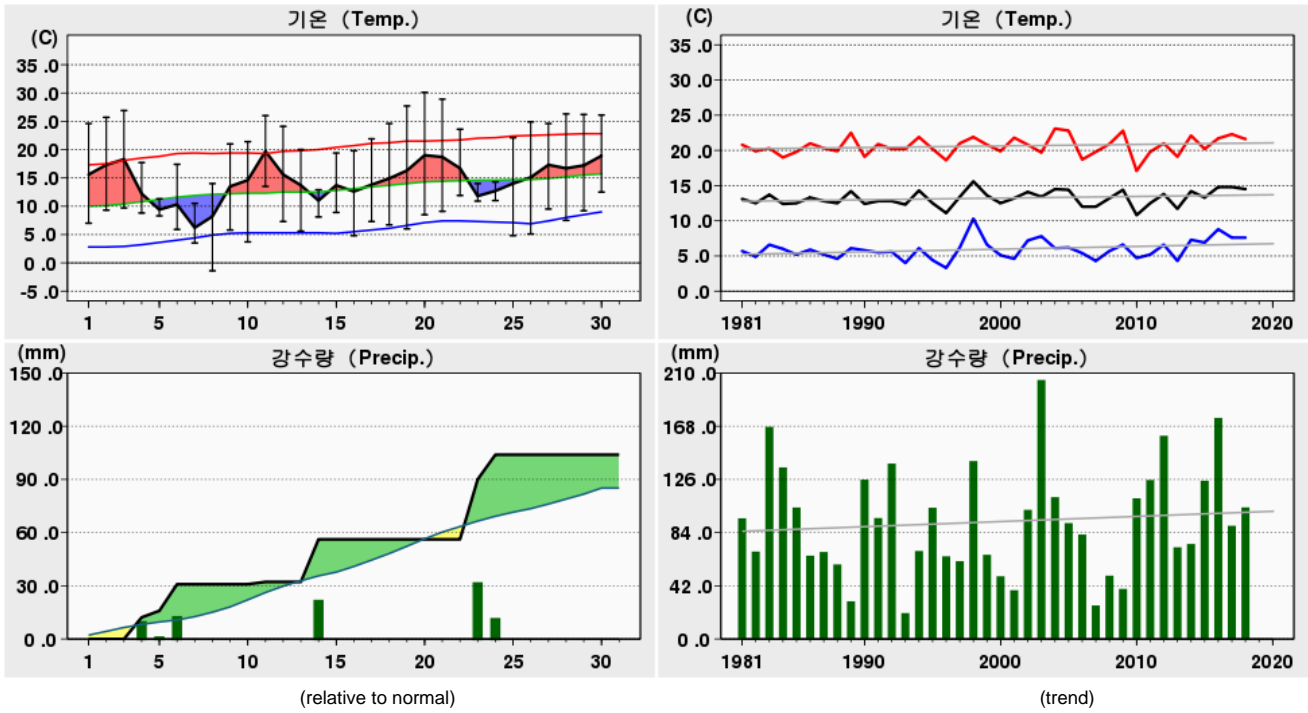 기온 (Temp.)
(C)
35 .0
30 .0
25 .0
20 .0
15 .0
10 .0
5 .0
0 .0
-5 .0
1 5 10 15 20 25 30
기온 (Temp.)
(C)
35 .0
30 .0
25 .0
20 .0
15 .0
10 .0
5 .0
0 .0
1981 1990 2000 2010 2020
강수량 (Precip.)
(mm)
150 .0
120 .0
90 .0
60 .0
30 .0
0 .0
1 5 10 15 20 25 30
(relative to normal)
강수량 (Precip.)
(mm)
210 .0
168 .0
126 .0
84 .0
42 .0
0 .0
1981 1990 2000 2010 2020
(trend)